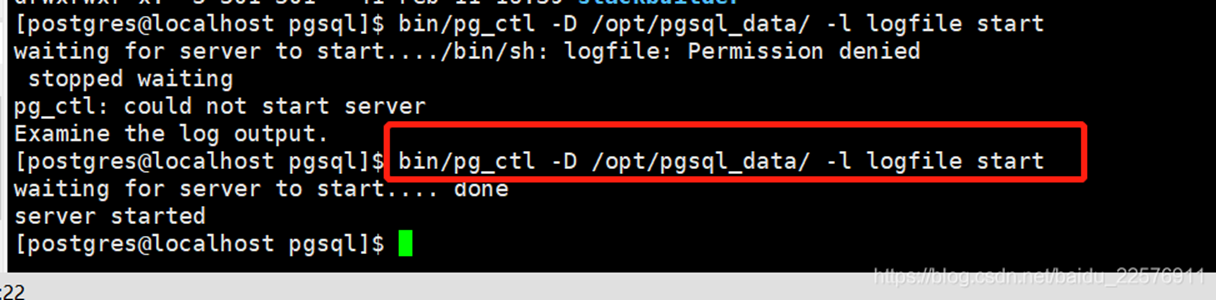 [postgres@localhost pgsql]$ bin/pg_ctl -D /opt/pgsql_data/ -l logfile start
waiting for server to start..../bin/sh: logfile: Permission denied
 stopped waiting
pg_ctl: could not start server
Examine the log output.
[postgres@localhost pgsql]$ bin/pg_ctl -D /opt/pgsql_data/ -l logfile start
waiting for server to start.... done
server started
[postgres@localhost pgsql]$
https://blog.csdn.net/baidu_22576911
:22